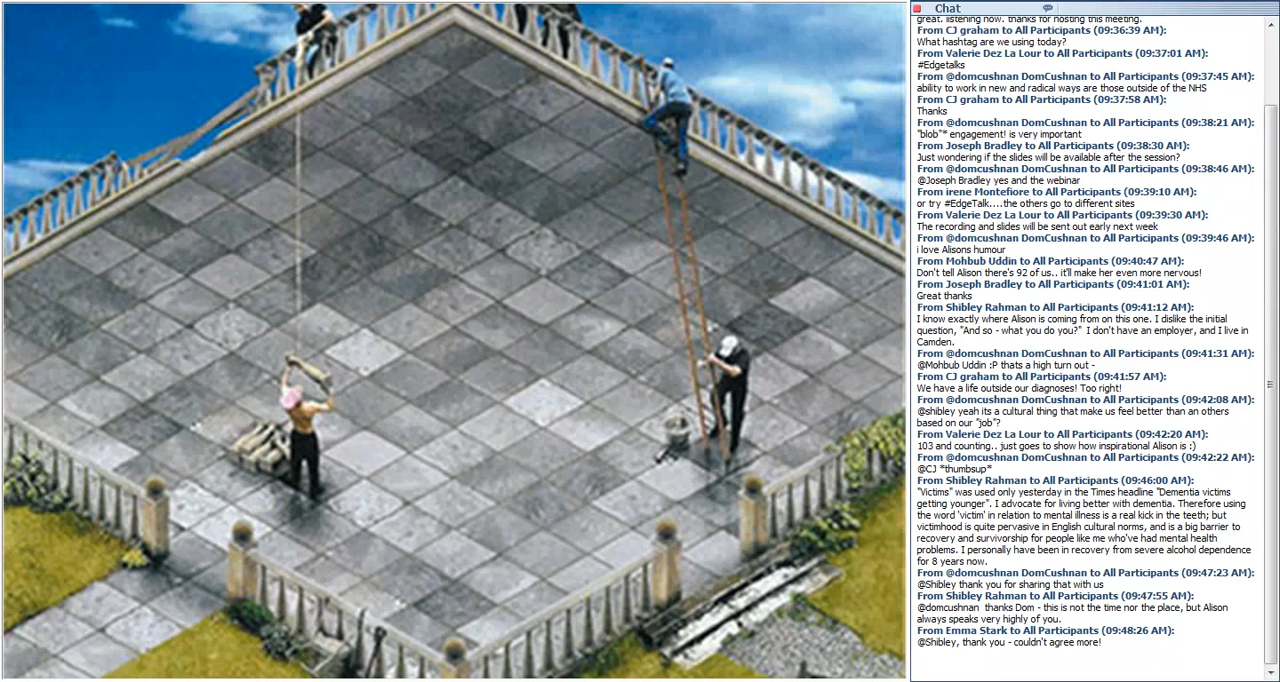 Chat
great. listening now. thanks for hosting this meeting.
From CJ graham to All Participants (09:36:39 AM):
What hashtag are we using today?
From Valerie Dez La Lour to All Participants (09:37:01 AM):
#Edgetalks
From @domcushnan DomCushnan to All Participants (09:37:45 AM):
ability to work in new and radical ways are those outside of the NHS
From CJ graham to All Participants (09:37:58 AM):
Thanks
From @domcushnan DomCushnan to All Participants (09:38:21 AM):
"blob"* engagement! is very important
From Joseph Bradley to All Participants (09:38:30 AM):
Just wondering if the slides will be available after the session?
From @domcushnan DomCushnan to All Participants (09:38:46 AM):
@Joseph Bradley yes and the webinar
From irene Montefiore to All Participants (09:39:10 AM):
or try #EdgeTalk....the others go to different sites
From Valerie Dez La Lour to All Participants (09:39:30 AM):
The recording and slides will be sent out early next week
From @domcushnan DomCushnan to All Participants (09:39:46 AM):
i love Alisons humour
From Mohbub Uddin to All Participants (09:40:47 AM):
Don't tell Alison there's 92 of us.. it'll make her even more nervous!
From Joseph Bradley to All Participants (09:41:01 AM):
Great thanks
From Shibley Rahman to All Participants (09:41:12 AM):
I know exactly where Alison is coming from on this one. I dislike the initial
question, "And so - what you do you?" I don't have an employer, and I live in
Camden.
From @domcushnan DomCushnan to All Participants (09:41:31 AM):
@Mohbub Uddin :P thats a high turn out -
From CJ graham to All Participants (09:41:57 AM):
We have a life outside our diagnoses! Too right!
From @domcushnan DomCushnan to All Participants (09:42:08 AM):
@shibley yeah its a cultural thing that make us feel better than an others
based on our "job"?
From Valerie Dez La Lour to All Participants (09:42:20 AM):
103 and counting.. just goes to show how inspirational Alison is :)
From @domcushnan DomCushnan to All Participants (09:42:22 AM):
@CJ *thumbsup*
From Shibley Rahman to All Participants (09:46:00 AM):
"Victims" was used only yesterday in the Times headline "Dementia victims
getting younger". I advocate for living better with dementia. Therefore using
the word 'victim' in relation to mental illness is a real kick in the teeth; but
victimhood is quite pervasive in English cultural norms, and is a big barrier to
recovery and survivorship for people like me who've had mental health
problems. I personally have been in recovery from severe alcohol dependence
for 8 years now.
From @domcushnan DomCushnan to All Participants (09:47:23 AM):
@Shibley thank you for sharing that with us
From Shibley Rahman to All Participants (09:47:55 AM):
@domcushnan thanks Dom - this is not the time nor the place, but Alison
always speaks very highly of you.
From Emma Stark to All Participants (09:48:26 AM):
@Shibley, thank you - couldn't agree more!